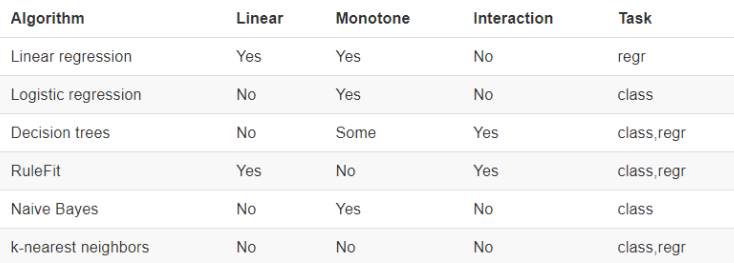 Algorithm Linear Monotone Interaction Task
Linear regression Yes Yes No regr
Logistic regression No Yes No class
Decision trees No Some Yes class,regr
RuleFit Yes No Yes class,regr
Naive Bayes No Yes No class
k-nearest neighbors No No No class,regr